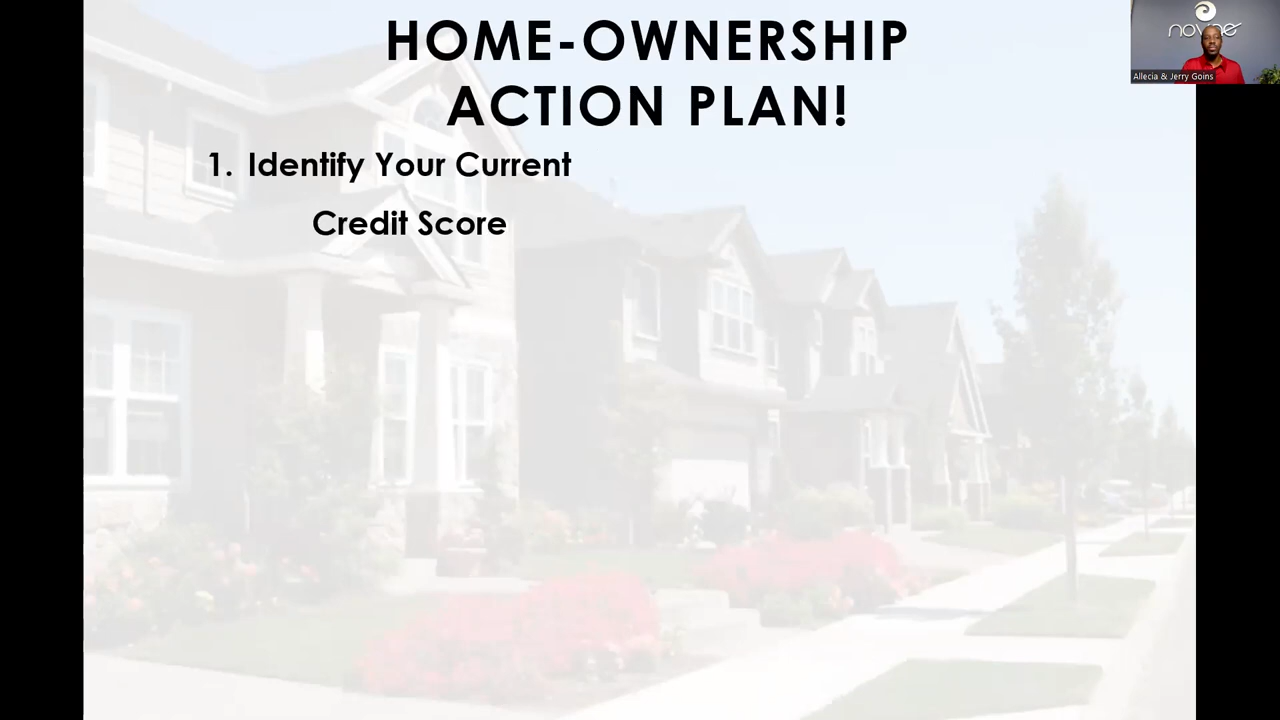 HOME-OWNERSHIP
ACTION PLAN!
1. Identify Your Current
Credit Score
Allecia & Jerry Goins